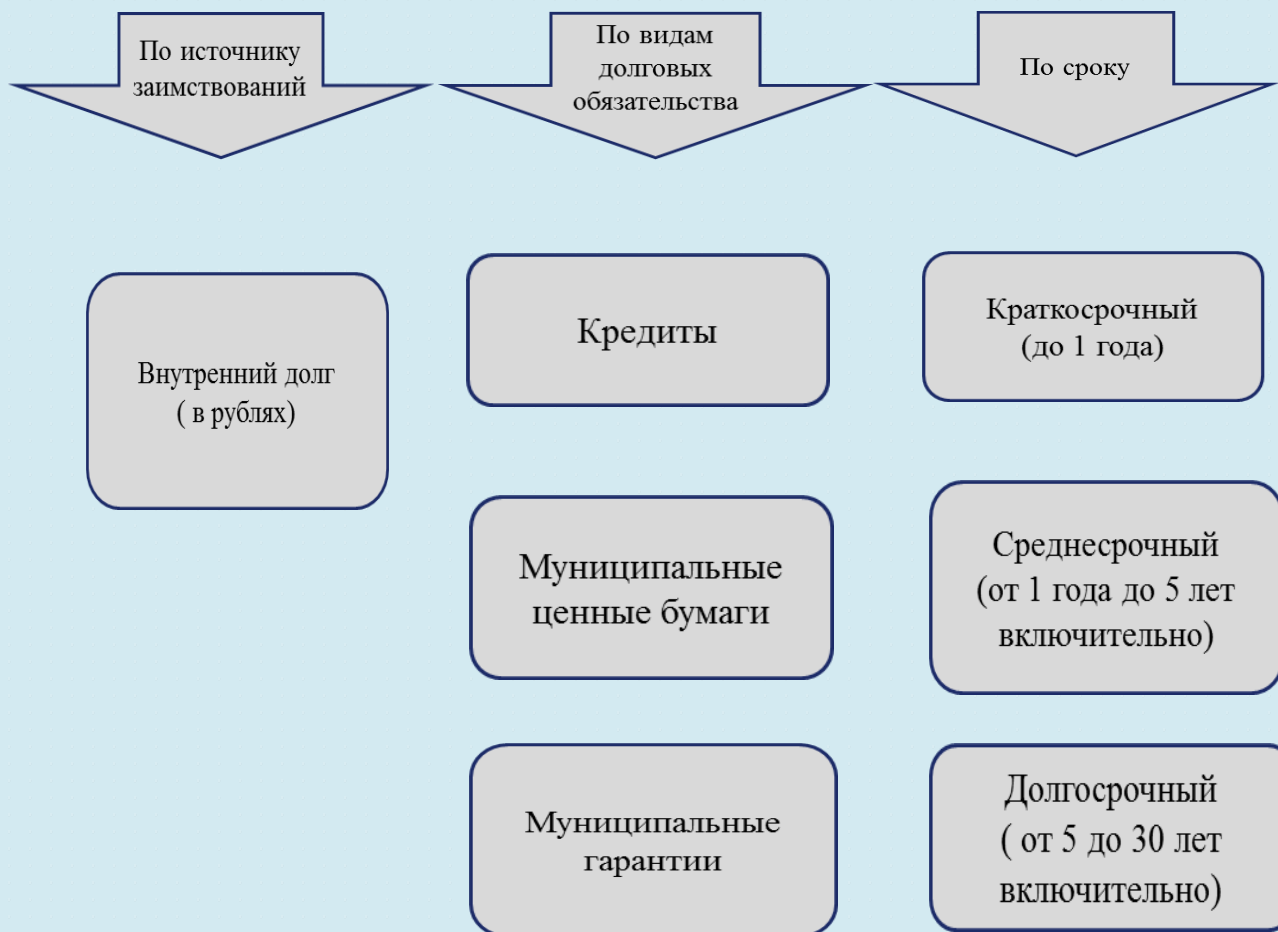 По источнику
заимствований
По видам
долговых
обязательства
По сроку
Внутренний долг
( в рублях)
Кредиты
Муниципальные
ценные бумаги
Муниципальные
гарантии
Краткосрочный
(до 1 года)
Среднесрочный
(от 1 года до 5 лет
включительно)
Долгосрочный
( от 5 до 30 лет
включительно)